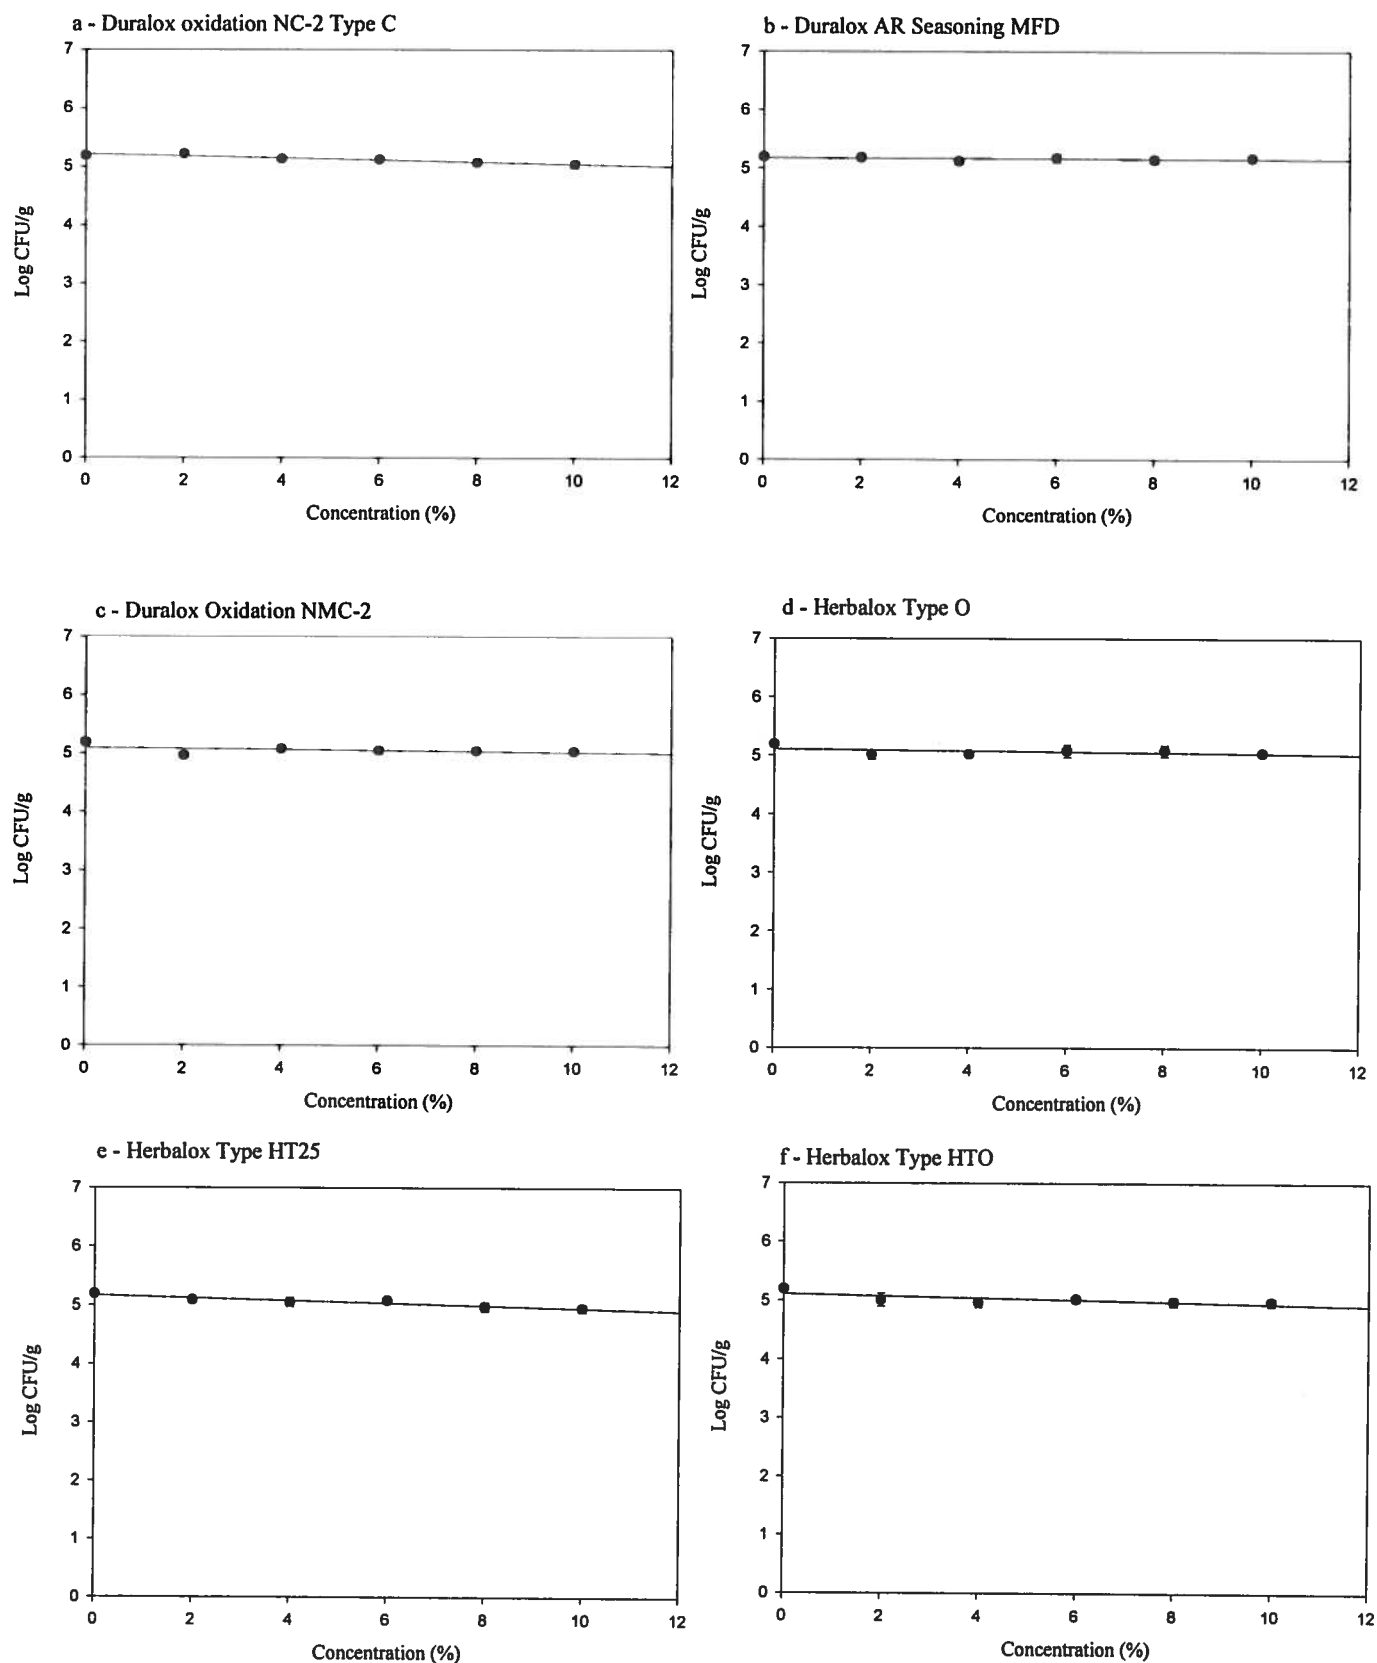 a - Duralox oxidation NC-2 Type C
7
6
5
4
3
2
1
0
Log CFU/g
0 2 4 6 8 10 12
Concentration (%)
b - Duralox AR Seasoning MFD
7
6
5
4
3
2
1
0
Log CFU/g
0 2 4 6 8 10 12
Concentration (%)
c - Duralox Oxidation NMC-2
7
6
5
4
3
2
1
0
Log CFU/g
0 2 4 6 8 10 12
Concentration (%)
d - Herbalox Type O
7
6
5
4
3
2
1
0
Log CFU/g
0 2 4 6 8 10 12
Concentration (%)
e - Herbalox Type HT25
7
6
5
4
3
2
1
0
Log CFU/g
0 2 4 6 8 10 12
Concentration (%)
f - Herbalox Type HTO
7
6
5
4
3
2
1
0
Log CFU/g
0 2 4 6 8 10 12
Concentration (%)